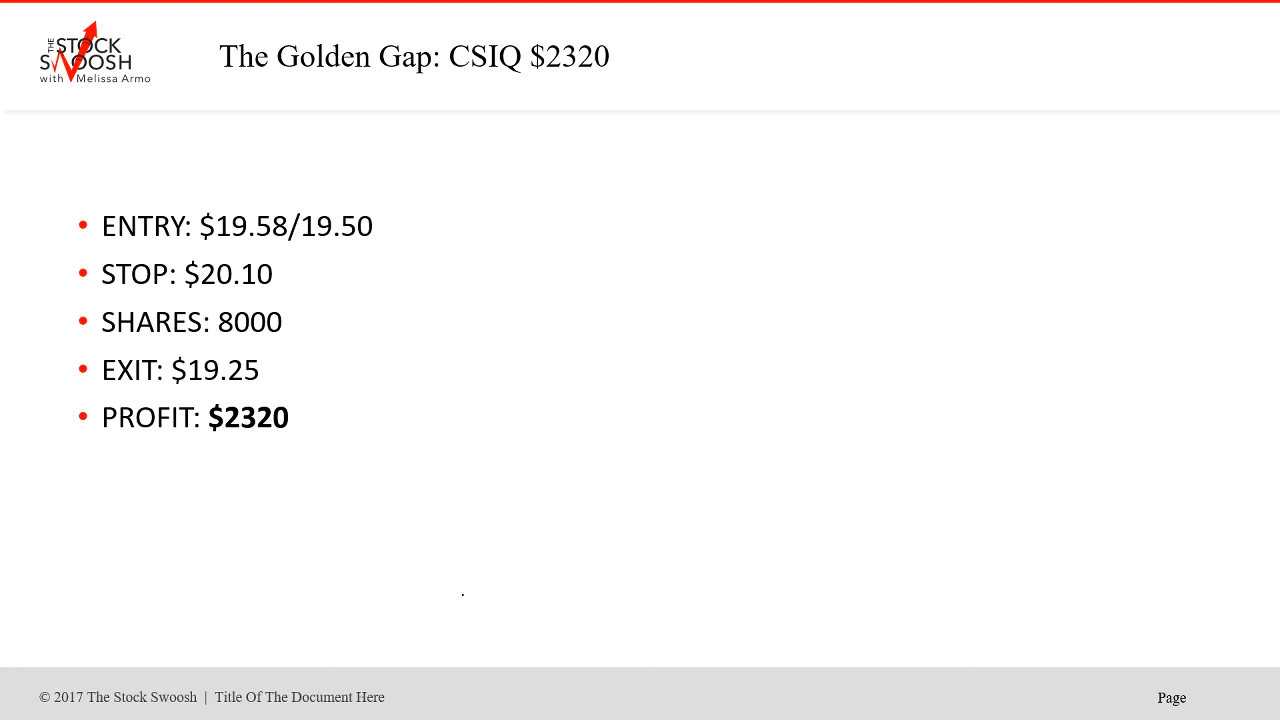 THE
STOCK
SWOOSH
with Melissa Armo
The Golden Gap: CSIQ $2320
• ENTRY: $19.58/19.50
• STOP: $20.10
• SHARES: 8000
• EXIT: $19.25
• PROFIT: $2320
.
© 2017 The Stock Swoosh | Title Of The Document Here
Page